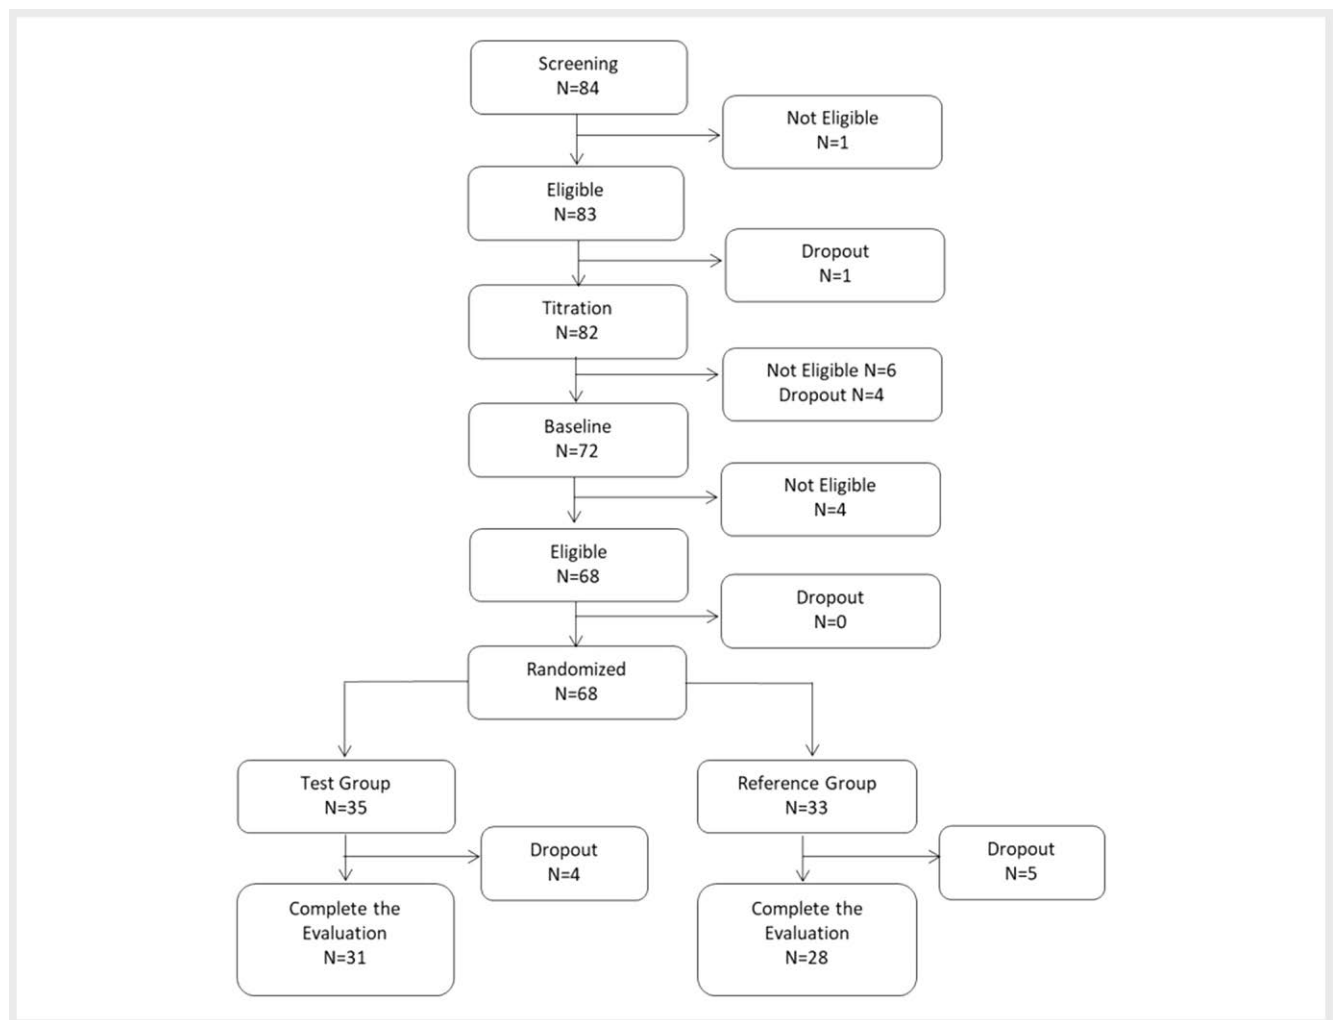 Screening
N=84
Not Eligible
N=1
Eligible
N=83
Dropout
N=1
Titration
N=82
Not Eligible N=6
Dropout N=4
Baseline
N=72
Not Eligible
N=4
Eligible
N=68
Dropout
N=0
Randomized
N=68
Test Group
N=35
Reference Group
N=33
Dropout
N=4
Dropout
N=5
Complete the
Evaluation
N=31
Complete the
Evaluation
N=28